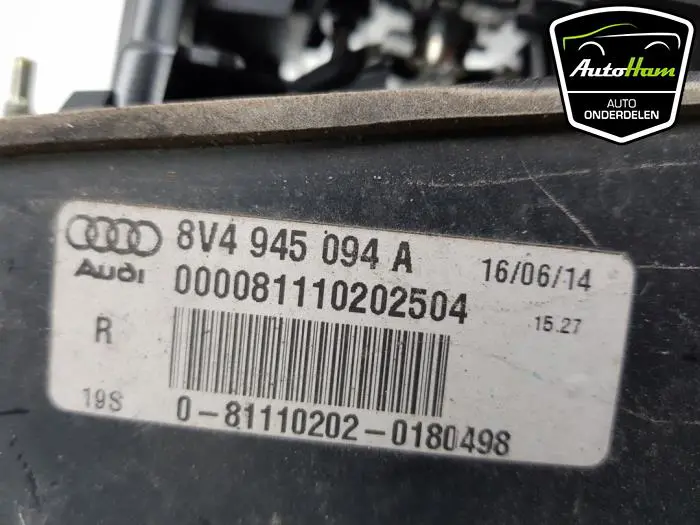 AutoHam
AUTO
ONDERDELEN
8V4 945 094 A
16/06/14
Audi
000081110202504
15.27
R
19S
0-81110202-0180498